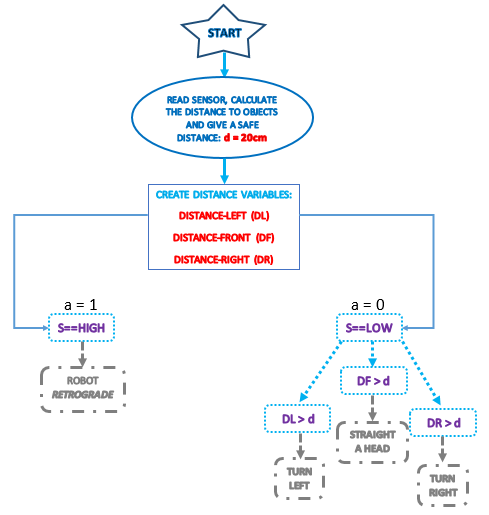 START
READ SENSOR, CALCULATE
THE DISTANCE TO OBJECTS
AND GIVE A SAFE
DISTANCE: d = 20cm
CREATE DISTANCE VARIABLES:
DISTANCE-LEFT (DL)
DISTANCE-FRONT (DF)
DISTANCE-RIGHT (DR)
a = 1
S==HIGH
ROBOT
RETROGRADE
a = 0
S==LOW
DF > d
STRAIGHT
A HEAD
DL > d
TURN
LEFT
DR > d
TURN
RIGHT